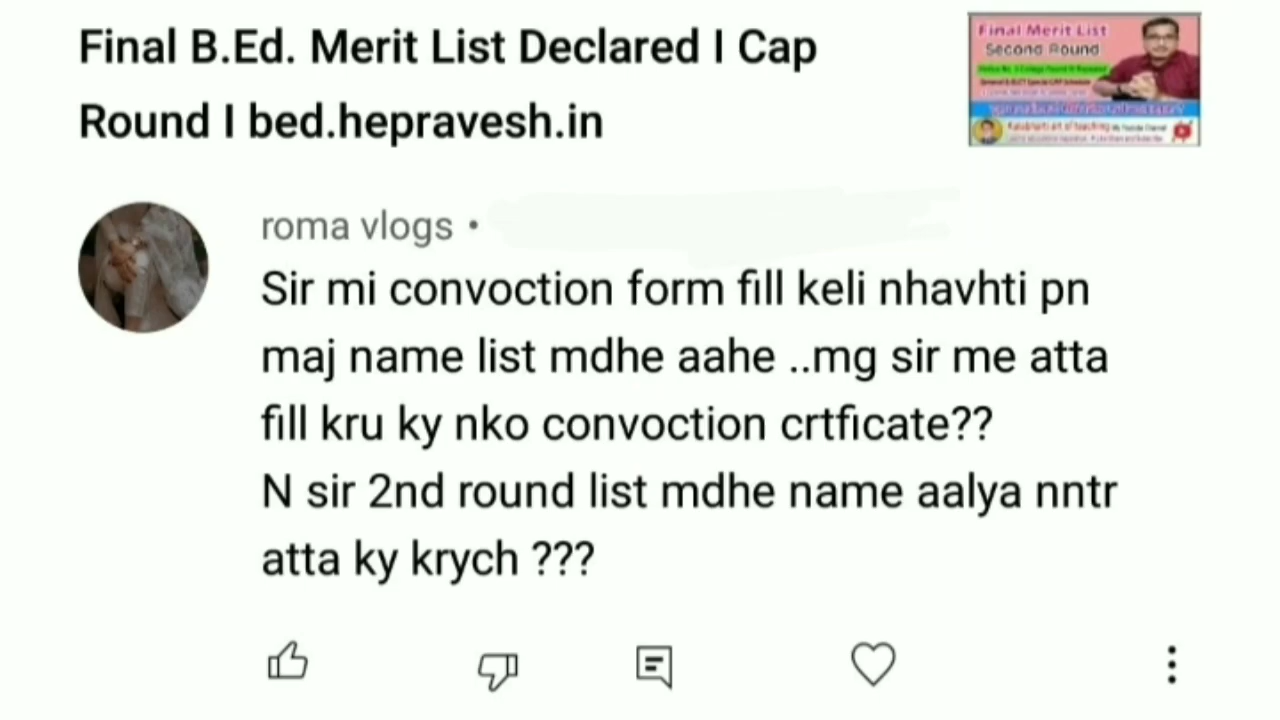 Final B.Ed. Merit List Declared I Cap
Round I bed.hepravesh.in
Final Merit List
Second Round
roma vlogs •
Sir mi convoction form fill keli nhavhti pn
maj name list mdhe aahe ..mg sir me atta
fill kru ky nko convoction crtficate??
N sir 2nd round list mdhe name aalya nntr
atta ky krych ???